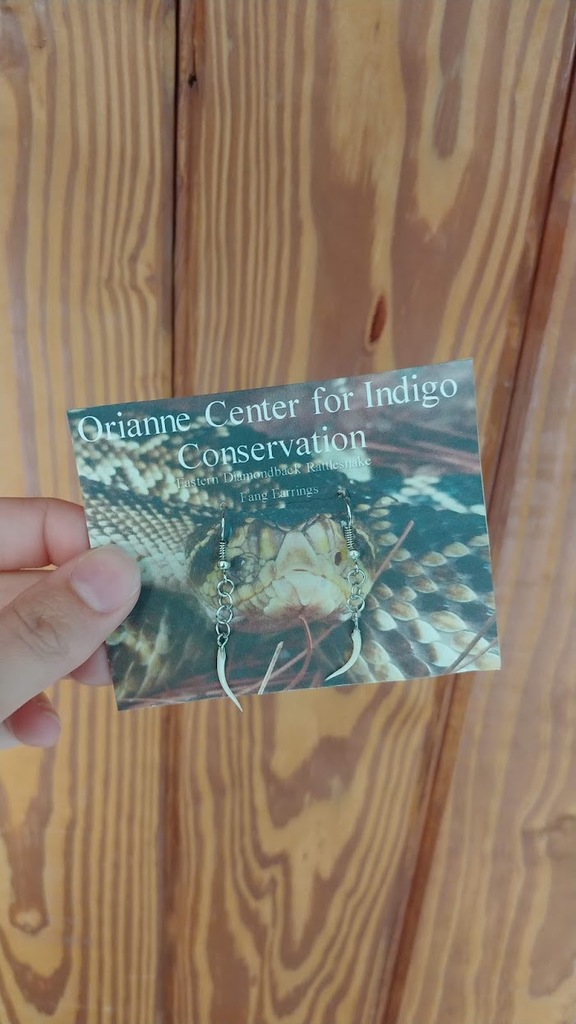 Orianne Center for Indigo
Conservation
Eastern Diamondback Rattlesnake
Fang Earrings